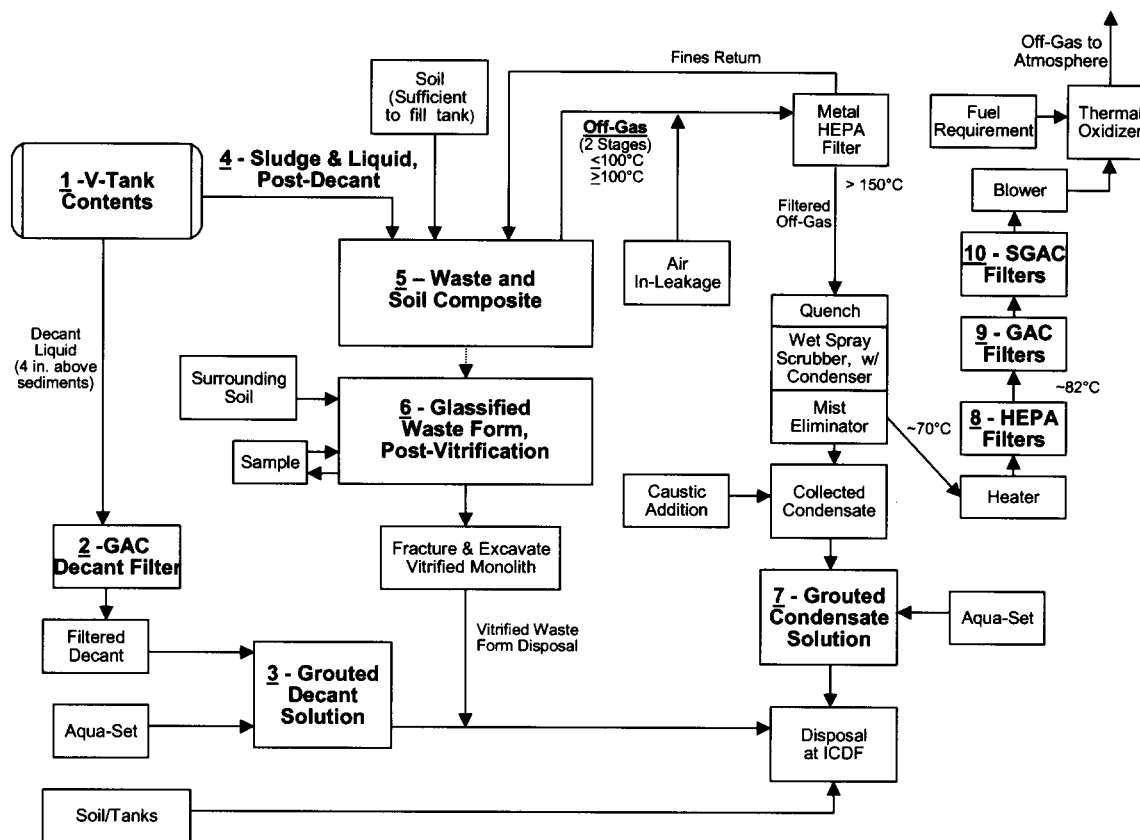 Off-Gas to
Atmosphere
Fines Return
Soil
(Sufficient
to fill tank)
Metal
HEPA
Filter
Fuel
Requirement
Thermal
Oxidizer
Off-Gas
(2 Stages)
<100°C
>100°C
4 - Sludge & Liquid,
Post-Decant
1 -V-Tank
Contents
> 150°C
Blower
Filtered
Off-Gas
10 - SGAC
Filters
5 – Waste and
Soil Composite
Air
In-Leakage
Quench
9 - GAC
Filters
Wet Spray
Scrubber, w/
Condenser
Decant
Liquid
(4 in. above
sediments)
Surrounding
Soil
~82°C
6 - Glassified
Waste Form,
Post-Vitrification
Mist
Eliminator
~70°C
8 - HEPA
Filters
Sample
Caustic
Addition
Collected
Condensate
Heater
2 -GAC
Decant Filter
Fracture & Excavate
Vitrified Monolith
7 - Grouted
Condensate
Solution
Aqua-Set
Filtered
Decant
Vitrified Waste
Form Disposal
3 - Grouted
Decant
Solution
Aqua-Set
Disposal
at ICDF
Soil/Tanks